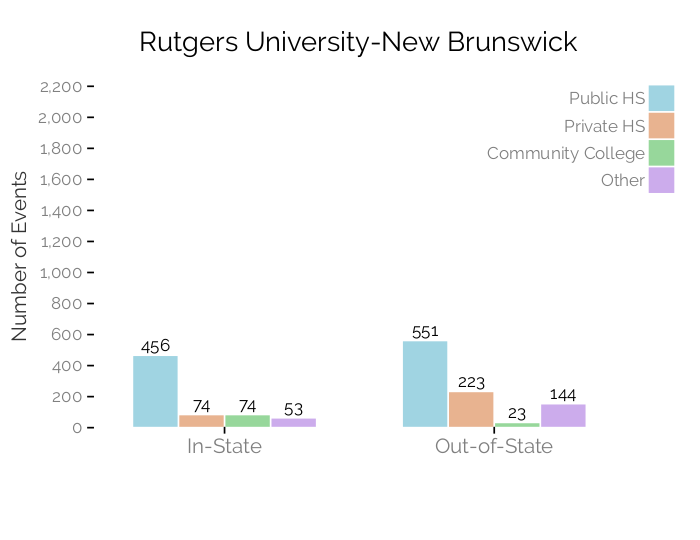 Rutgers University-New Brunswick
Number of Events
2,200
2,000
1,800
1,600
1,400
1,200
1,000
800
600
400
200
0
Public HS
Private HS
Community College
Other
456
74
74
53
551
223
23
144
In-State
Out-of-State